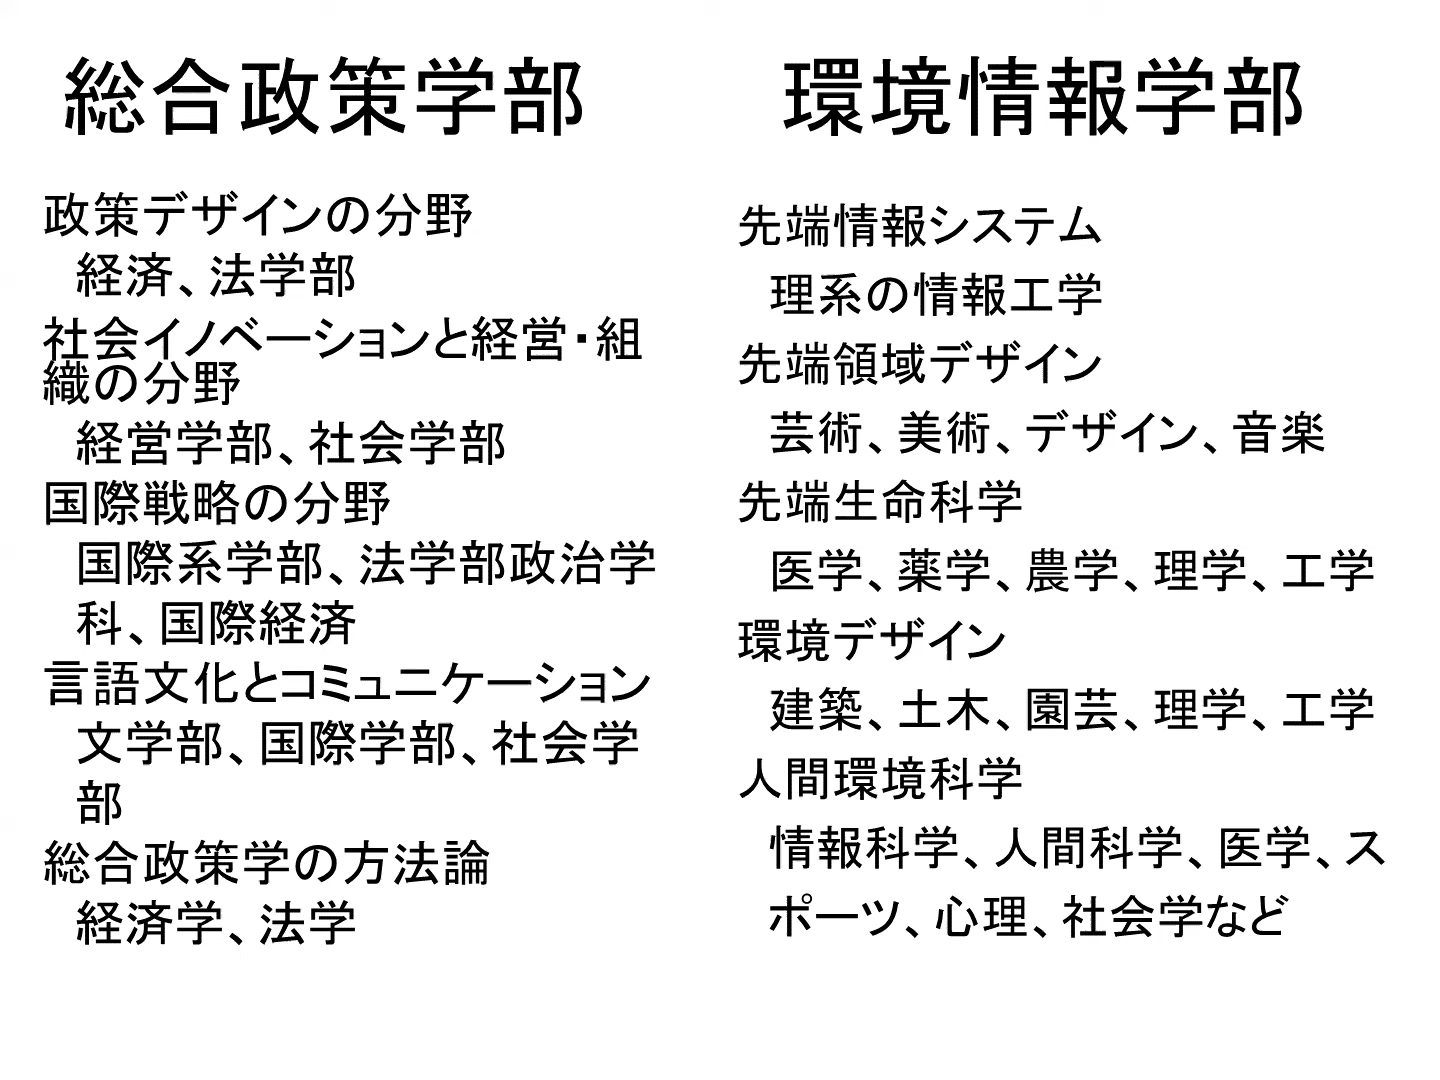 総合政策学部
政策デザインの分野
経済、法学部
社会イノベーションと経営・組
織の分野
経営学部、社会学部
国際戦略の分野
国際系学部、法学部政治学
科、国際経済
言語文化とコミュニケーション
文学部、国際学部、社会学
部
総合政策学の方法論
経済学、法学
環境情報学部
先端情報システム
理系の情報工学
先端領域デザイン
芸術、美術、デザイン、音楽
先端生命科学
医学、薬学、農学、理学、工学
環境デザイン
建築、土木、園芸、理学、工学
人間環境科学
情報科学、人間科学、医学、ス
ポーツ、心理、社会学など